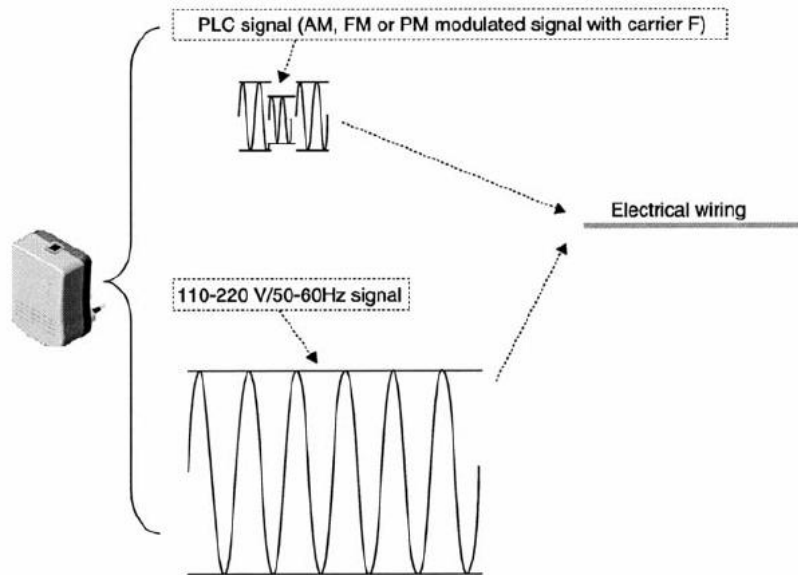 PLC signal (AM, FM or PM modulated signal with carrier F)
Electrical wiring
110-220 V/50-60Hz signal